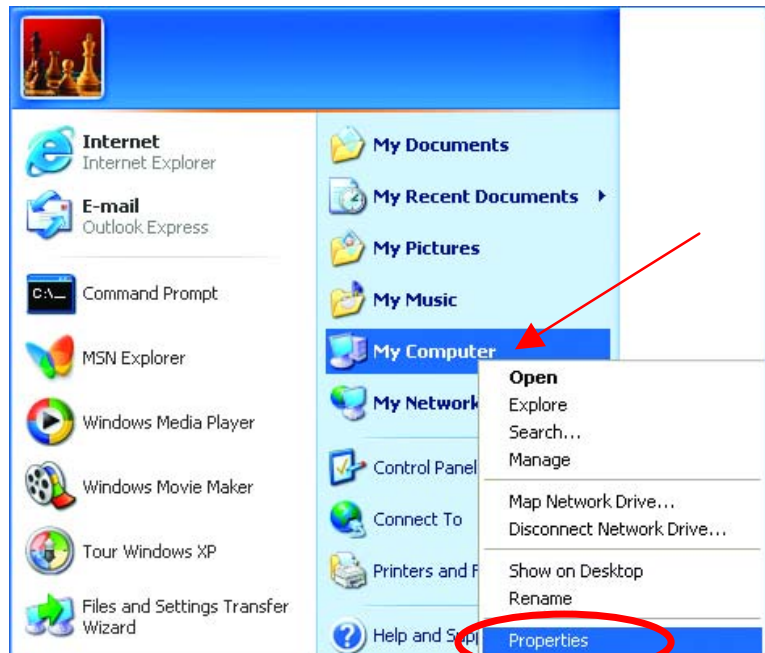 Internet
Internet Explorer
E-mail
Outlook Express
C:\_
Command Prompt
MSN Explorer
Windows Media Player
Windows Movie Maker
Tour Windows XP
Files and Settings Transfer
Wizard
My Documents
My Recent Documents
My Pictures
My Music
My Computer
My Network
Control Panel
Connect To
Printers and F
Help and Supp
Open
Explore
Search...
Manage
Map Network Drive...
Disconnect Network Drive...
Show on Desktop
Rename
Properties